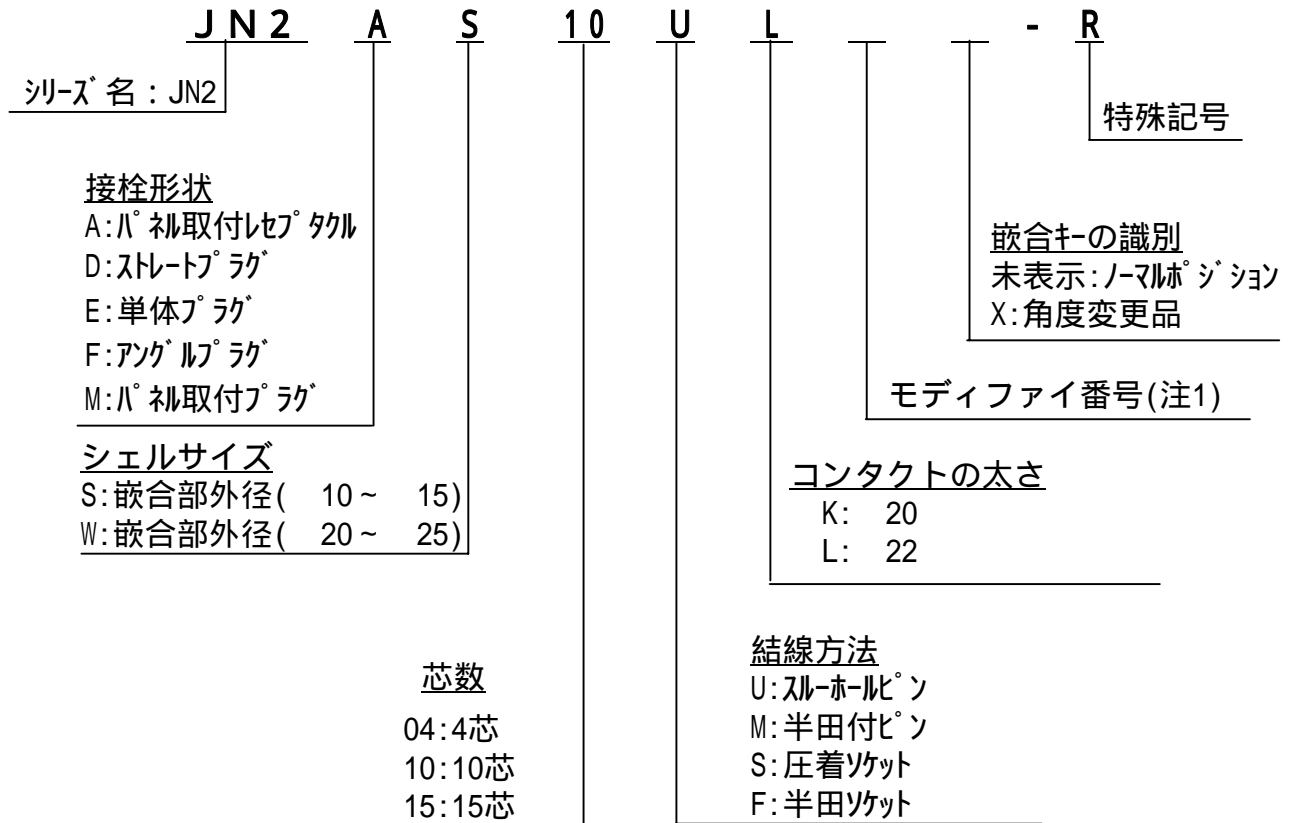 JN2 A S 10 U L - R
シリーズ名:JN2
特殊記号
接栓形状
A:パネル取付レセプタクル
D:ストレートプラグ
E:単体プラグ
F:アングルプラグ
M:パネル取付プラグ
嵌合キーの識別
未表示:ノーマルポジション
X:角度変更品
モディファイ番号(注1)
シェルサイズ
S:嵌合部外径( 10~ 15)
W:嵌合部外径( 20~ 25)
コンタクトの太さ
K: 20
L: 22
芯数
04:4芯
10:10芯
15:15芯
結線方法
U:スルーホールピン
M:半田付ピン
S:圧着ソケット
F:半田ソケット